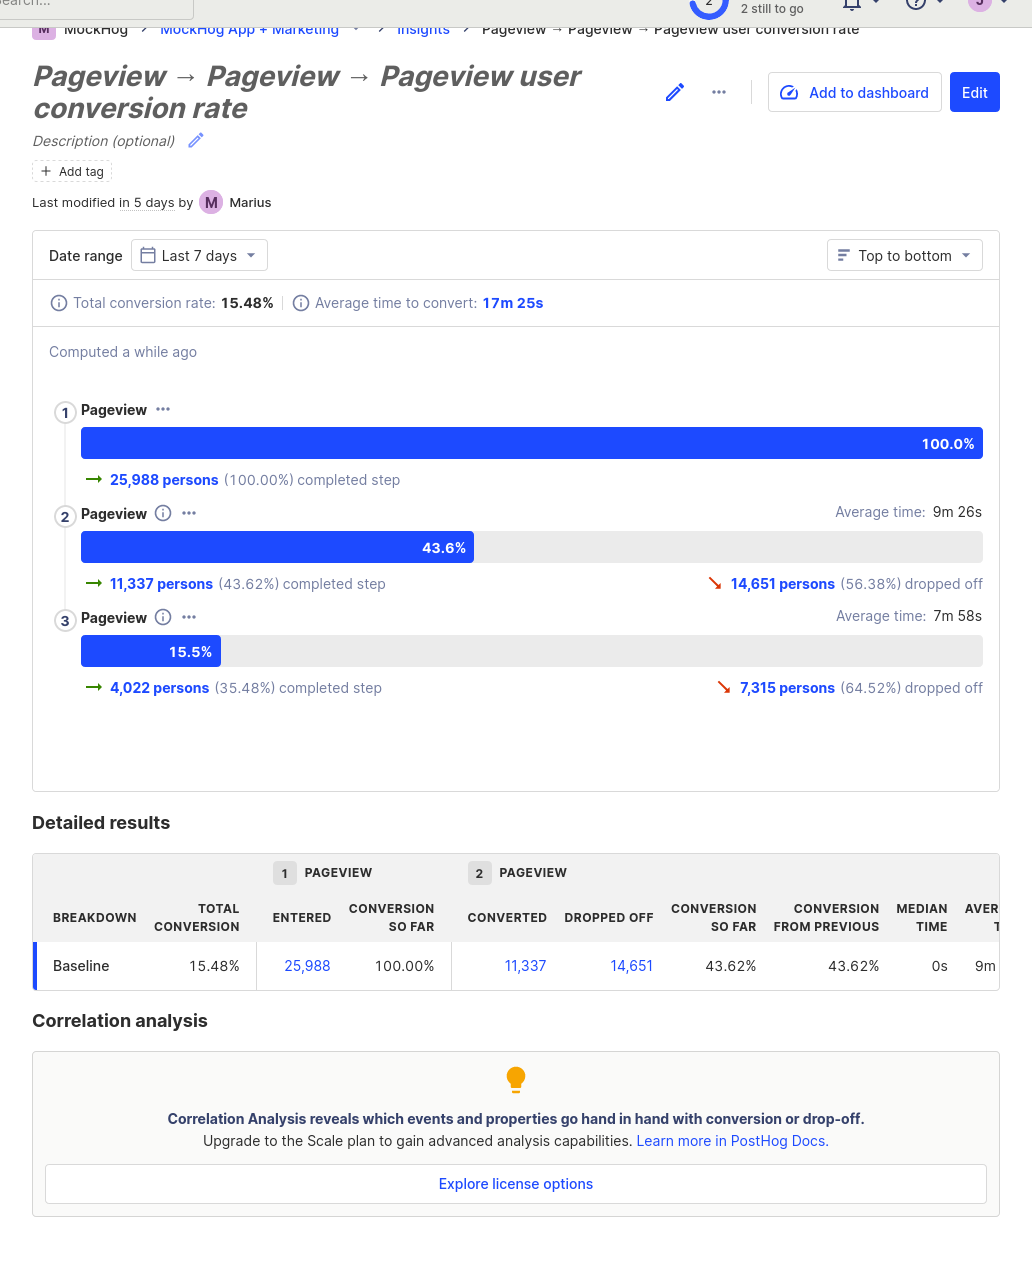 Search...
2
2 still to go
J
M MockHog MockHog App + Marketing Insights Pageview → Pageview → Pageview user conversion rate
Pageview → Pageview → Pageview user
conversion rate
Add to dashboard
Edit
Description (optional)
Add tag
Last modified in 5 days by M Marius
Date range Last 7 days
Top to bottom
Total conversion rate: 15.48%
Average time to convert: 17m 25s
Computed a while ago
1 Pageview
100.0%
25,988 persons (100.00%) completed step
2 Pageview
Average time: 9m 26s
43.6%
11,337 persons (43.62%) completed step
14,651 persons (56.38%) dropped off
3 Pageview
Average time: 7m 58s
15.5%
4,022 persons (35.48%) completed step
7,315 persons (64.52%) dropped off
Detailed results
1 PAGEVIEW
2 PAGEVIEW
BREAKDOWN
TOTAL
CONVERSION
ENTERED
CONVERSION
SO FAR
CONVERTED
DROPPED OFF
CONVERSION
SO FAR
CONVERSION
FROM PREVIOUS
MEDIAN
TIME
AVER
T
Baseline 15.48% 25,988 100.00% 11,337 14,651 43.62% 43.62% 0s 9m
Correlation analysis
Correlation Analysis reveals which events and properties go hand in hand with conversion or drop-off.
Upgrade to the Scale plan to gain advanced analysis capabilities. Learn more in PostHog Docs.
Explore license options